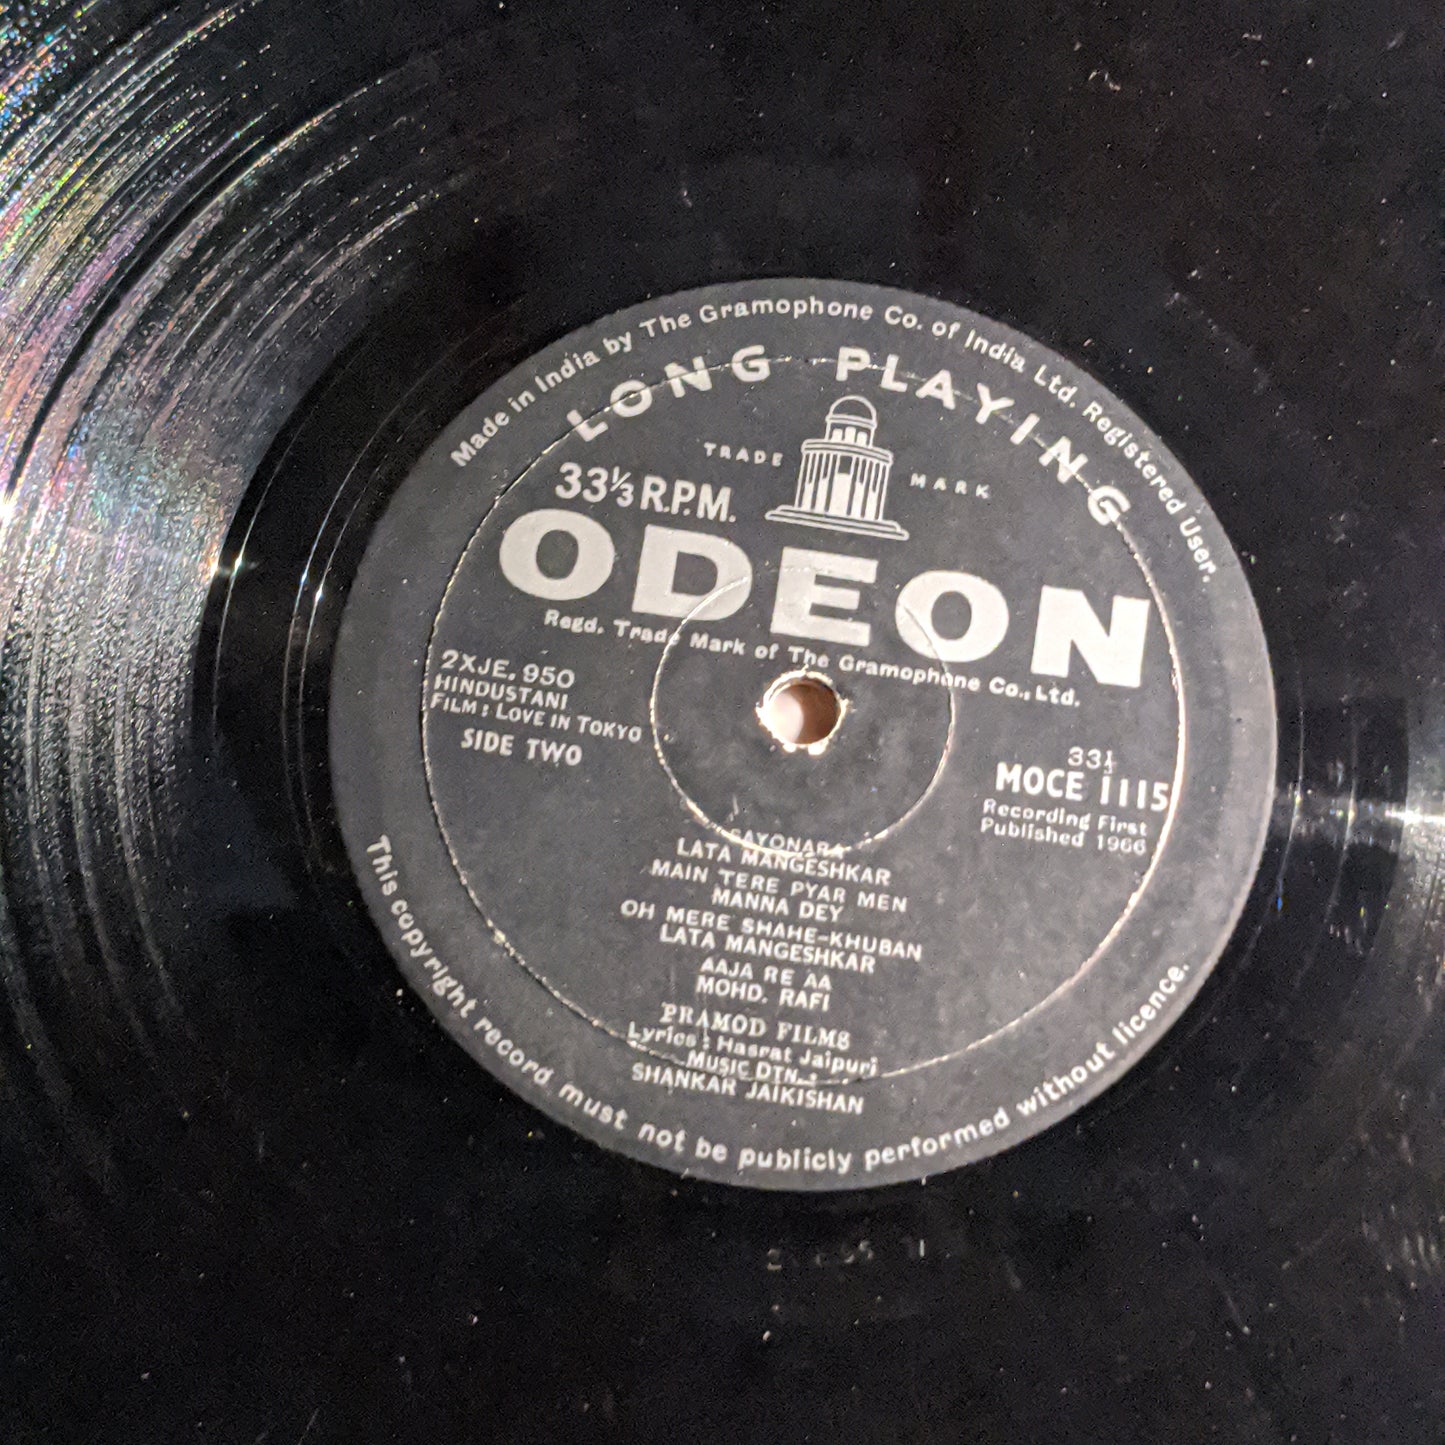 Made in India by The Gramophone Co. of India Ltd. Registered User.
LONG PLAYING
TRADE MARK
33⅓ R.P.M.
ODEON
Regd. Trade Mark of The Gramophone Co., Ltd.
2XJE. 950
HINDUSTANI
FILM : LOVE IN TOKYO
SIDE TWO
33⅓
MOCE 1115
Recording First
Published 1966
SAYONARA
LATA MANGESHKAR
MAIN TERE PYAR MEN
MANNA DEY
OH MERE SHAHE-KHUBAN
LATA MANGESHKAR
AAJA RE AA
MOHD. RAFI
PRAMOD FILMS
Lyrics : Hasrat Jaipuri
MUSIC DTN. :
SHANKAR JAIKISHAN
This copyright record must not be publicly performed without licence.